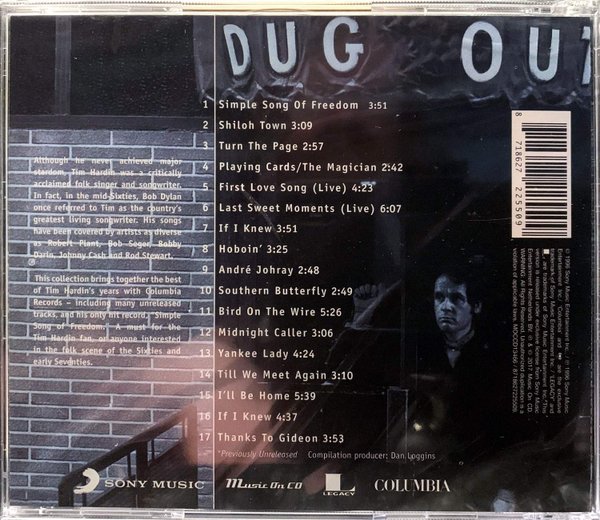 DUG OUT
1 Simple Song Of Freedom 3:51
2 Shiloh Town 3:09
3 Turn The Page 2:57
4 Playing Cards/The Magician 2:42
5 First Love Song (Live) 4:23
6 Last Sweet Moments (Live) 6:07
7 If I Knew 3:51
8 Hoboin' 3:25
9 André Johray 2:48
10 Southern Butterfly 2:49
11 Bird On The Wire 5:26
12 Midnight Caller 3:06
13 Yankee Lady 4:24
14 Till We Meet Again 3:10
15 I'll Be Home 5:39
16 If I Knew 4:37
17 Thanks To Gideon 3:53
*Previously Unreleased Compilation producer: Dan Loggins
Although he never achieved major
stardom, Tim Hardin was a critically
acclaimed folk singer and songwriter.
In fact, in the mid-Sixties, Bob Dylan
once referred to Tim as the country's
greatest living songwriter. His songs
have been covered by artists as diverse
as Robert Plant, Bob Seger, Bobby
Darin, Johnny Cash and Rod Stewart.
This collection brings together the best
of Tim Hardin's years with Columbia
Records – including many unreleased
tracks, and his only hit record, "Simple
Song of Freedom." A must for the
Tim Hardin fan, or anyone interested
in the folk scene of the Sixties and
early Seventies.
8 718627 225509
SONY MUSIC
Music On CD
L
LEGACY
COLUMBIA